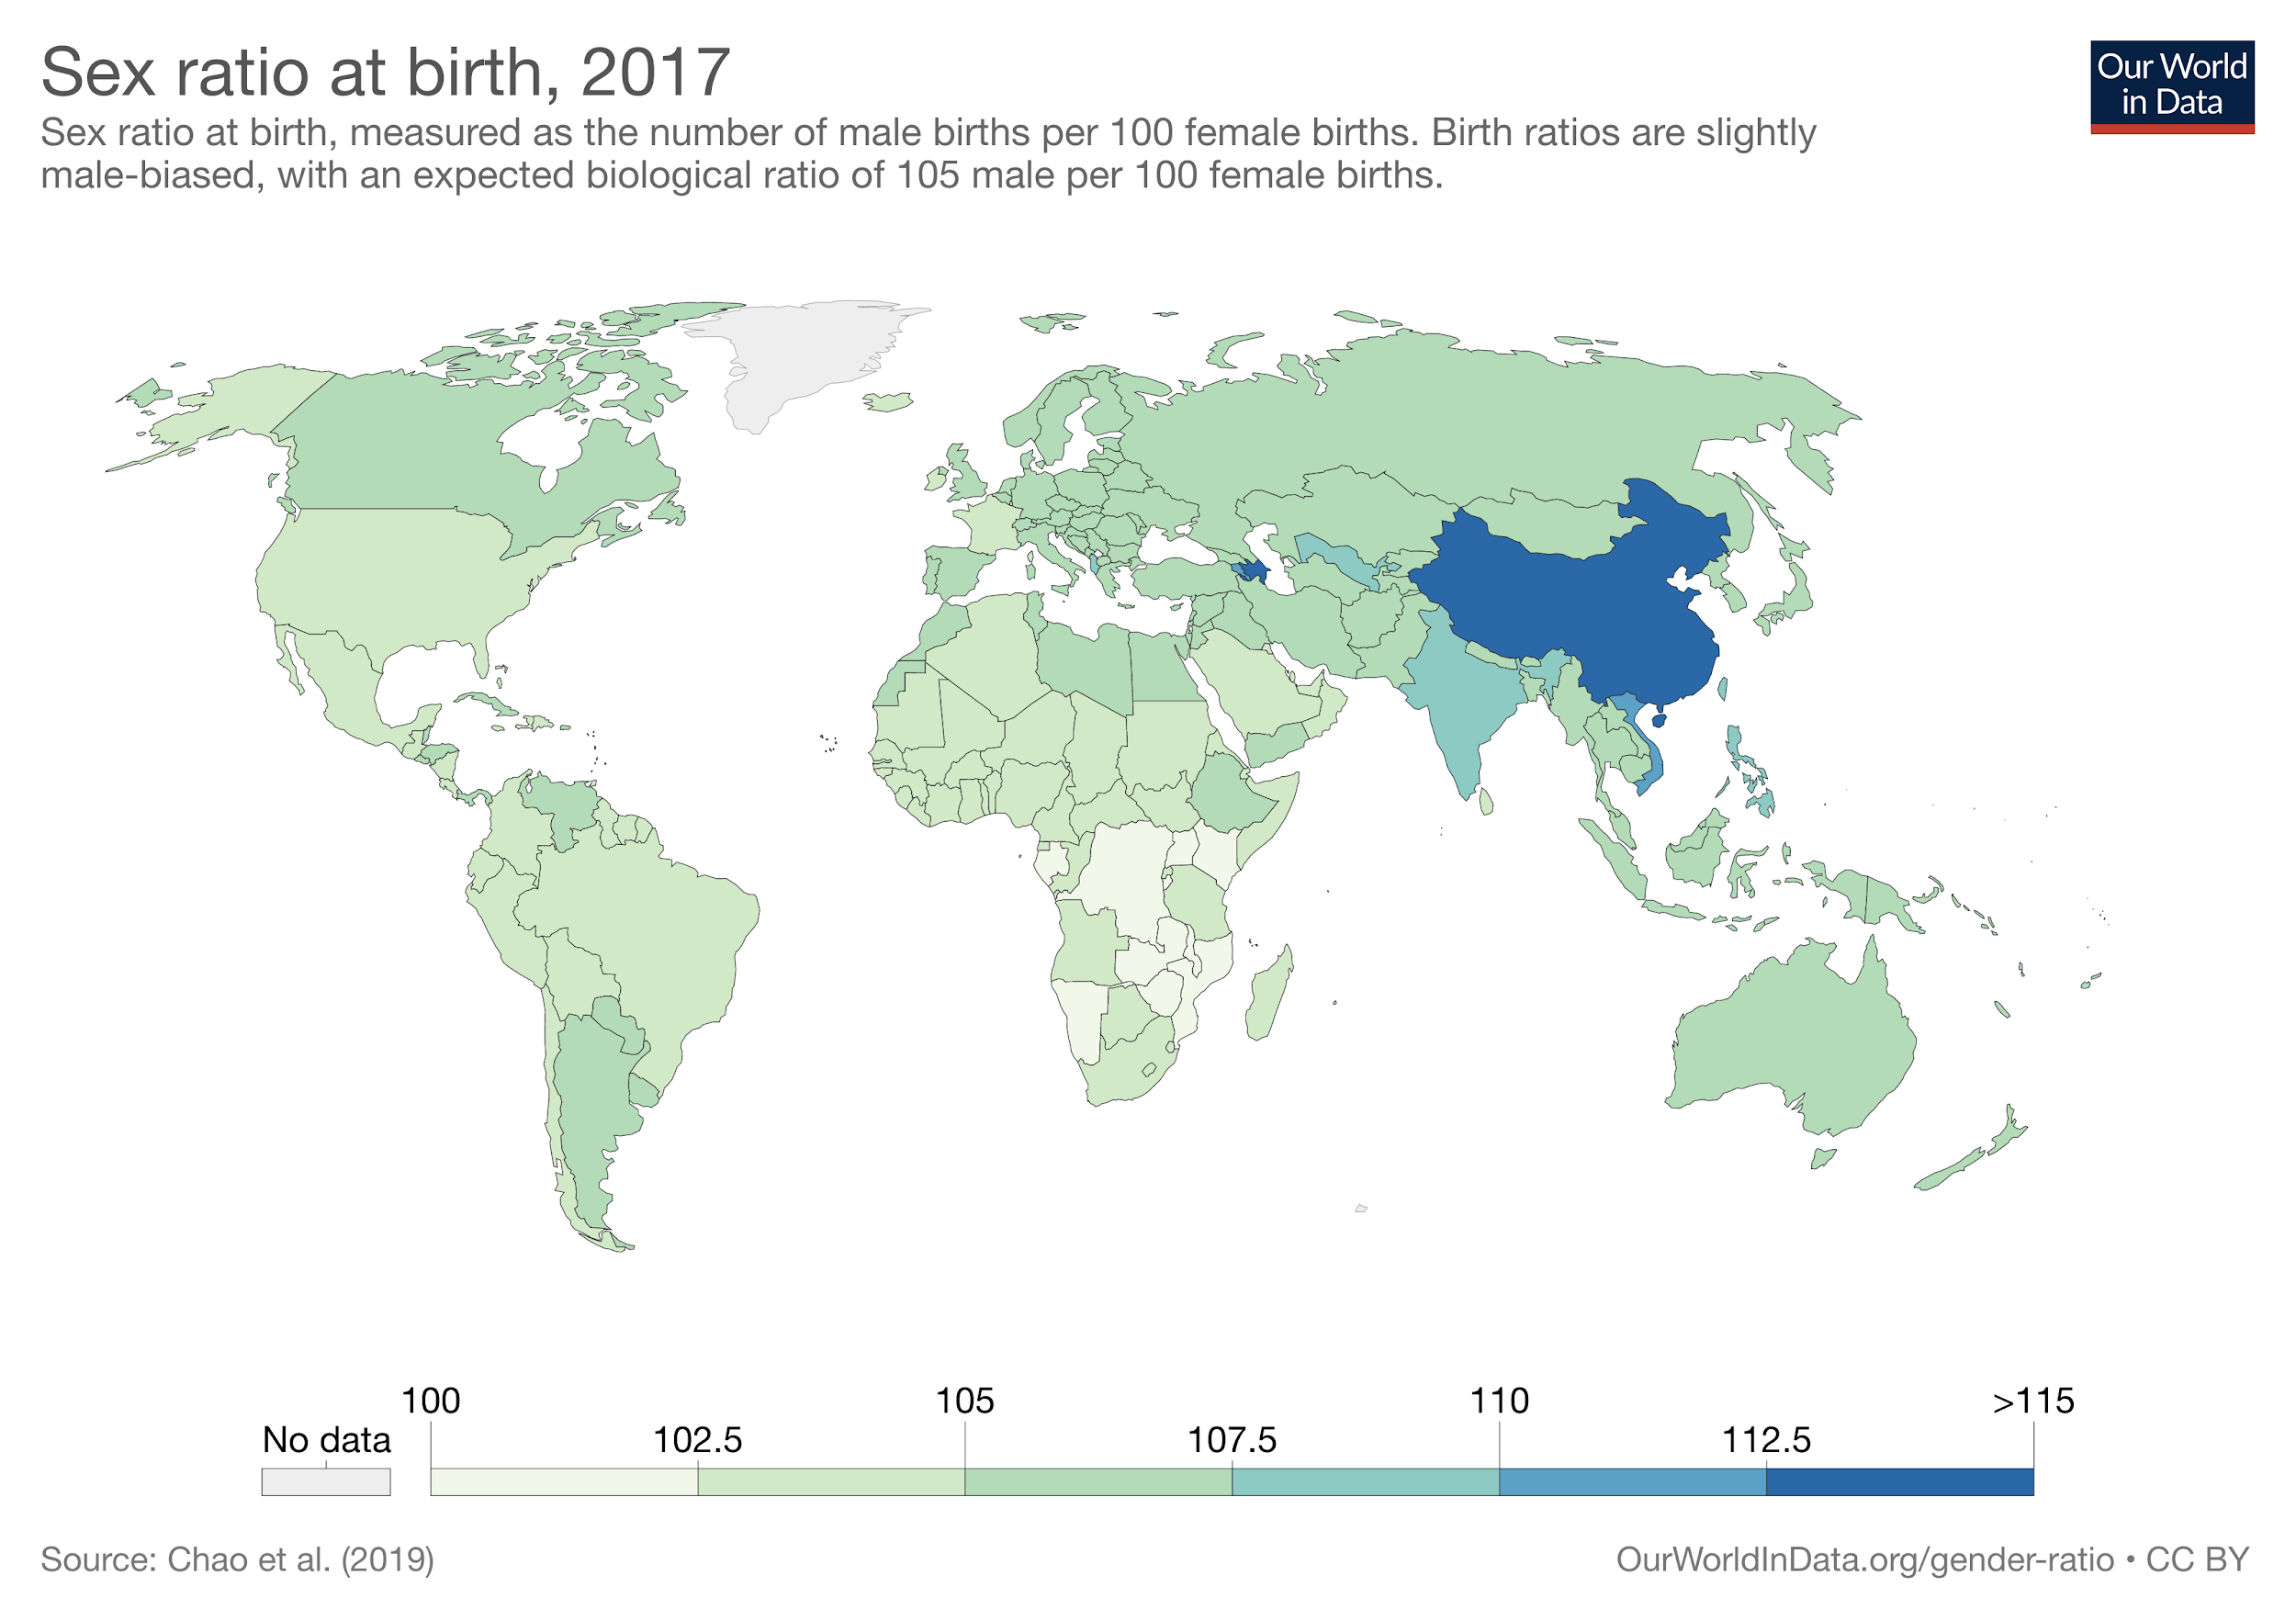 Sex ratio at birth, 2017
Our World
in Data
Sex ratio at birth, measured as the number of male births per 100 female births. Birth ratios are slightly
male-biased, with an expected biological ratio of 105 male per 100 female births.
100 105 110 >115
No data 102.5 107.5 112.5
Source: Chao et al. (2019)
OurWorldInData.org/gender-ratio • CC BY